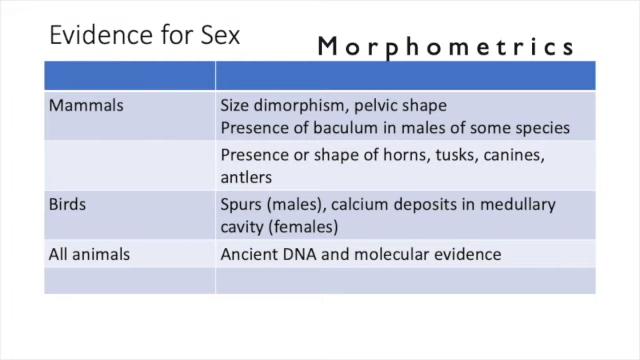 Evidence for Sex
Morphometrics
Mammals
Size dimorphism, pelvic shape
Presence of baculum in males of some species
Presence or shape of horns, tusks, canines,
antlers
Birds
Spurs (males), calcium deposits in medullary
cavity (females)
All animals
Ancient DNA and molecular evidence